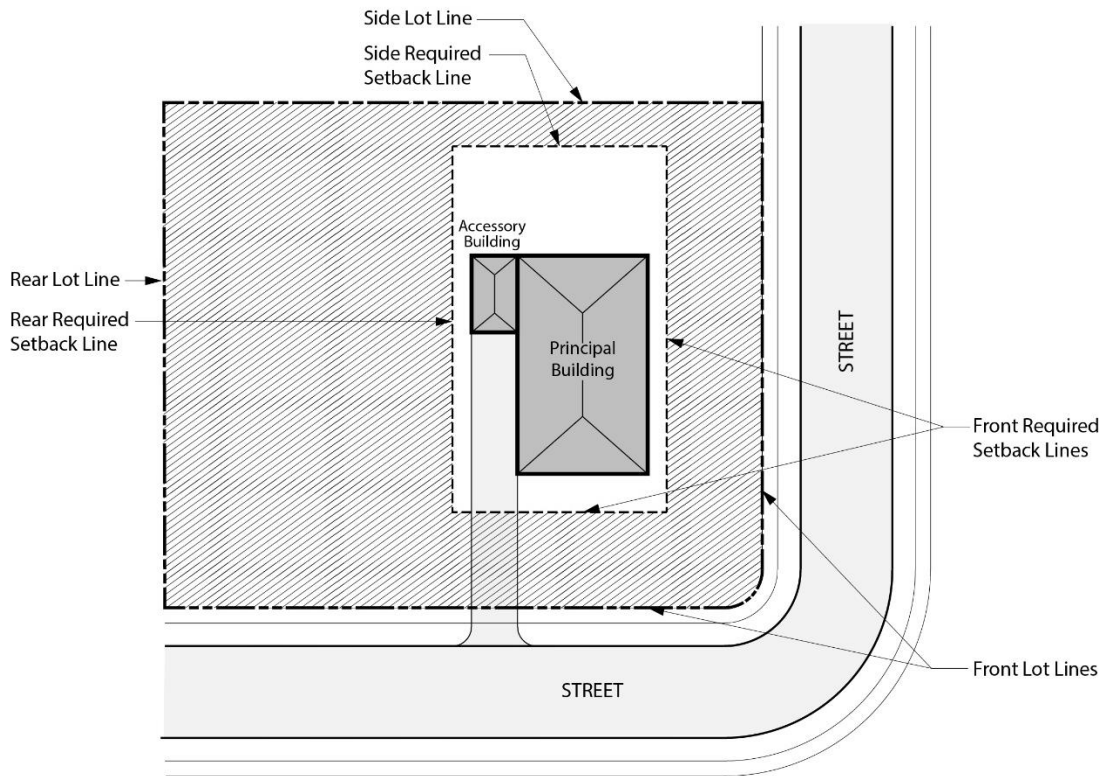 Side Lot Line
Side Required
Setback Line
Accessory
Building
Rear Lot Line
Rear Required
Setback Line
Principal
Building
STREET
Front Required
Setback Lines
Front Lot Lines
STREET